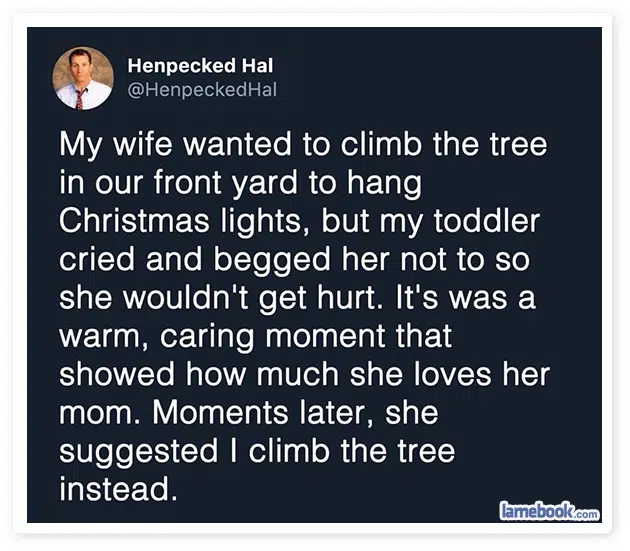 Henpecked Hal
@HenpeckedHal
My wife wanted to climb the tree
in our front yard to hang
Christmas lights, but my toddler
cried and begged her not to so
she wouldn't get hurt. It's was a
warm, caring moment that
showed how much she loves her
mom. Moments later, she
suggested I climb the tree
instead.
lamebook.com